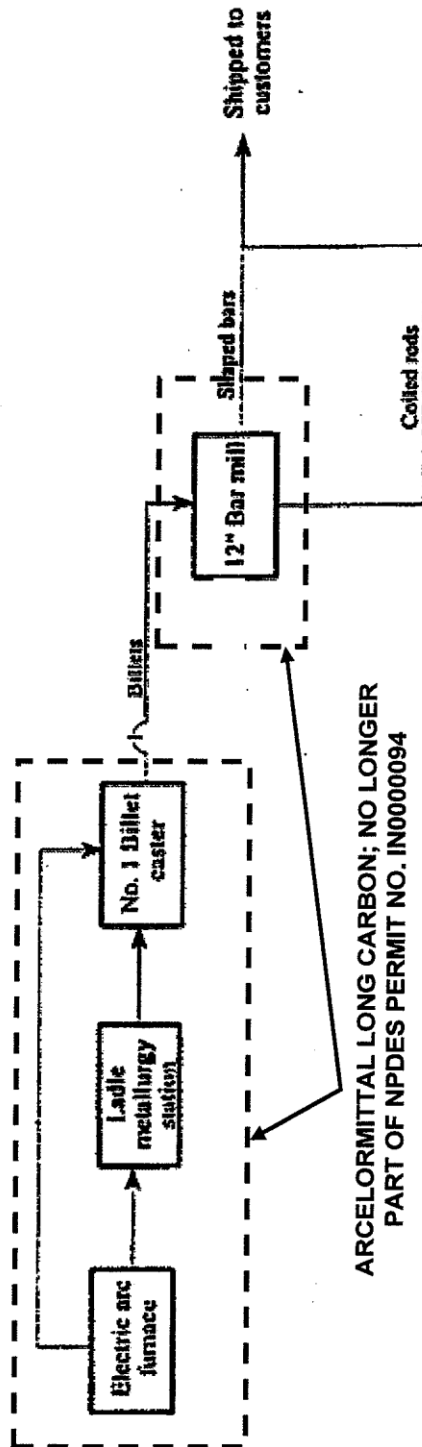 Electric arc
furnace
Ladle
metallurgy
station
No. 1 Billet
caster
Billets
12" Bar mill
Shaped bars
Shipped to
customers
Coiled rods
ARCELORMITTAL LONG CARBON; NO LONGER
PART OF NPDES PERMIT NO. IN0000094